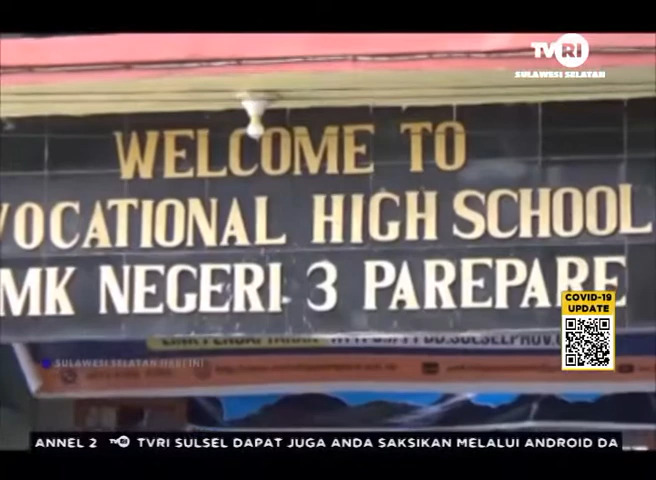 TVRI
SULAWESI SELATAN
WELCOME TO
VOCATIONAL HIGH SCHOOL
MK NEGERI 3 PAREPARE
COVID-19
UPDATE
SULAWESI SELATAN HARI INI
ANNEL 2 TVRI TVRI SULSEL DAPAT JUGA ANDA SAKSIKAN MELALUI ANDROID DA